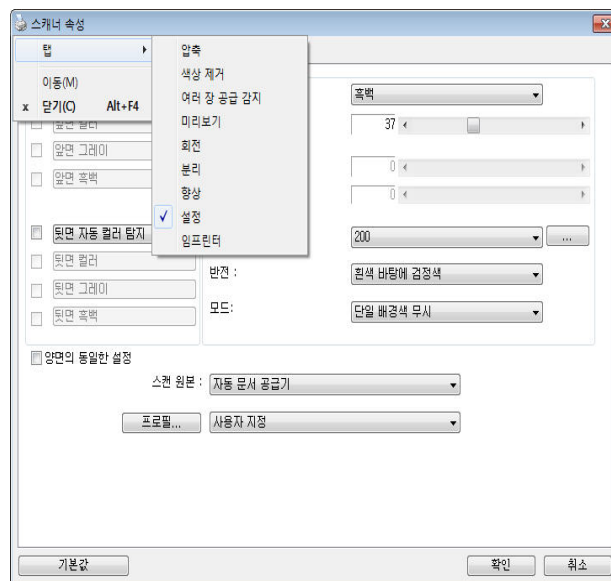 스캐너 속성
탭
이동(M)
x 닫기(C) Alt+F4
압축
색상 제거
여러 장 공급 감지
미리보기
회전
분리
향상
설정
임프린터
앞면 컬러
앞면 그레이
앞면 흑백
뒷면 자동 컬러 탐지
뒷면 컬러
뒷면 그레이
뒷면 흑백
흑백
37
0
0
200
...
반전 : 흰색 바탕에 검정색
모드: 단일 배경색 무시
양면의 동일한 설정
스캔 원본 : 자동 문서 공급기
프로필... 사용자 지정
기본값 확인 취소